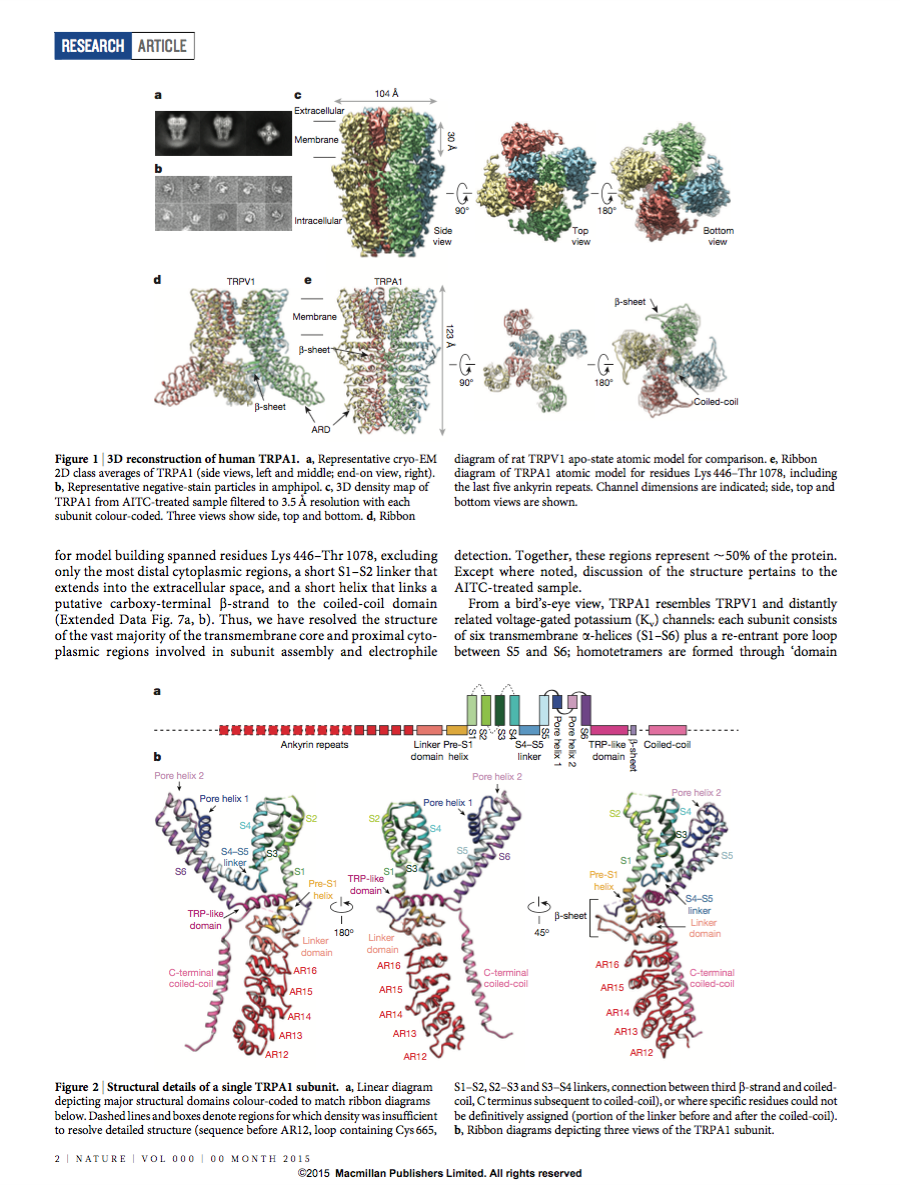 RESEARCH ARTICLE
a
c
104 Å
Extracellular
Membrane
30 Å
b
90°
180°
Intracellular
Side
view
Top
view
Bottom
view
d
TRPV1
e
TRPA1
β-sheet
Membrane
123 Å
β-sheet
90°
180°
β-sheet
Coiled-coil
ARD
Figure 1 | 3D reconstruction of human TRPA1. a, Representative cryo-EM
2D class averages of TRPA1 (side views, left and middle; end-on view, right).
b, Representative negative-stain particles in amphipol. c, 3D density map of
TRPA1 from AITC-treated sample filtered to 3.5 Å resolution with each
subunit colour-coded. Three views show side, top and bottom. d, Ribbon
diagram of rat TRPV1 apo-state atomic model for comparison. e, Ribbon
diagram of TRPA1 atomic model for residues Lys 446–Thr 1078, including
the last five ankyrin repeats. Channel dimensions are indicated; side, top and
bottom views are shown.
for model building spanned residues Lys 446–Thr 1078, excluding
only the most distal cytoplasmic regions, a short S1–S2 linker that
extends into the extracellular space, and a short helix that links a
putative carboxy-terminal β-strand to the coiled-coil domain
(Extended Data Fig. 7a, b). Thus, we have resolved the structure
of the vast majority of the transmembrane core and proximal cyto-
plasmic regions involved in subunit assembly and electrophile
detection. Together, these regions represent ~50% of the protein.
Except where noted, discussion of the structure pertains to the
AITC-treated sample.
From a bird's-eye view, TRPA1 resembles TRPV1 and distantly
related voltage-gated potassium (Kv) channels: each subunit consists
of six transmembrane α-helices (S1–S6) plus a re-entrant pore loop
between S5 and S6; homotetramers are formed through 'domain
a
Ankyrin repeats
Linker
domain
Pre-S1
helix
S1
S2
S3
S4
S4–S5
linker
S5
Pore helix 1
Pore helix 2
S6
TRP-like
domain
β-sheet
Coiled-coil
b
Pore helix 2
Pore helix 1
S4
S2
S4–S5
linker
S3
S6
S1
Pre-S1
helix
TRP-like
domain
Linker
domain
C-terminal
coiled-coil
AR16
AR15
AR14
AR13
AR12
180°
Pore helix 2
Pore helix 1
S2
S4
S5
S6
S3
S1
TRP-like
domain
Linker
domain
AR16
AR15
AR14
AR13
AR12
C-terminal
coiled-coil
45°
Pore helix 2
S2
S4
S3
S5
S1
Pre-S1
helix
S4–S5
linker
β-sheet
Linker
domain
AR16
AR15
AR14
AR13
AR12
C-terminal
coiled-coil
Figure 2 | Structural details of a single TRPA1 subunit. a, Linear diagram
depicting major structural domains colour-coded to match ribbon diagrams
below. Dashed lines and boxes denote regions for which density was insufficient
to resolve detailed structure (sequence before AR12, loop containing Cys 665,
S1–S2, S2–S3 and S3–S4 linkers, connection between third β-strand and coiled-
coil, C terminus subsequent to coiled-coil), or where specific residues could not
be definitively assigned (portion of the linker before and after the coiled-coil).
b, Ribbon diagrams depicting three views of the TRPA1 subunit.
2 | NATURE | VOL 000 | 00 MONTH 2015
©2015 Macmillan Publishers Limited. All rights reserved